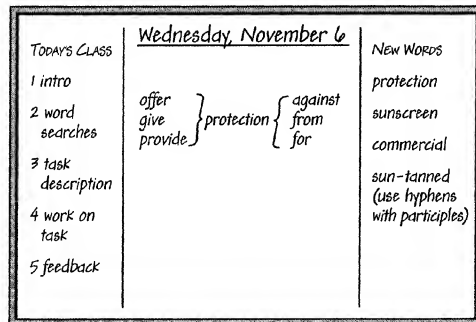 Wednesday, November 6
TODAY'S CLASS
1 intro
2 word
searches
3 task
description
4 work on
task
5 feedback
offer
give
provide
} protection {
against
from
for
NEW WORDS
protection
sunscreen
commercial
sun-tanned
(use hyphens
with participles)